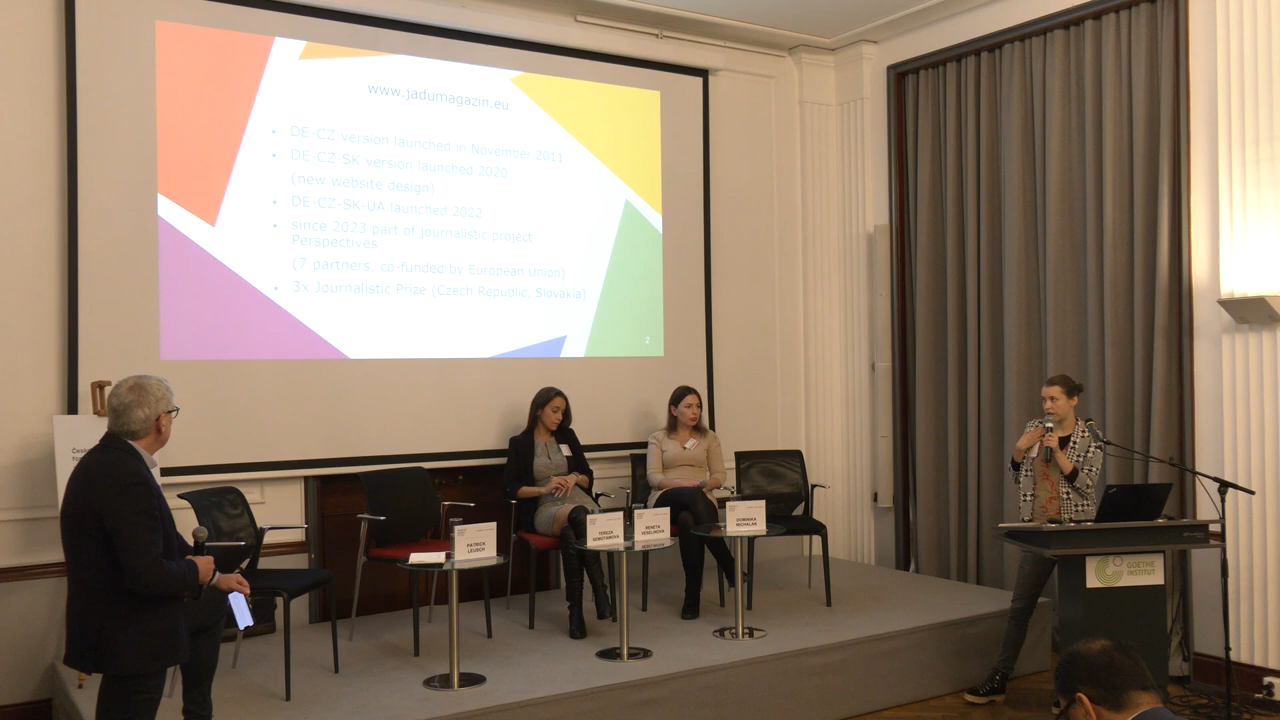 www.jadumagazin.eu
• DE-CZ version launched in November 2011
• DE-CZ-SK version launched 2020
(new website design)
• DE-CZ-SK-UA launched 2022
• since 2023 part of journalistic project
Perspectives
(7 partners, co-funded by European Union)
• 3x Journalistic Prize (Czech Republic, Slovakia)
2
PATRICK
LEUSCH
TEREZA
SEMOTAMOVÁ
RENETA
VESELINOVA
DOMINIKA
MICHALAK
GOETHE
INSTITUT